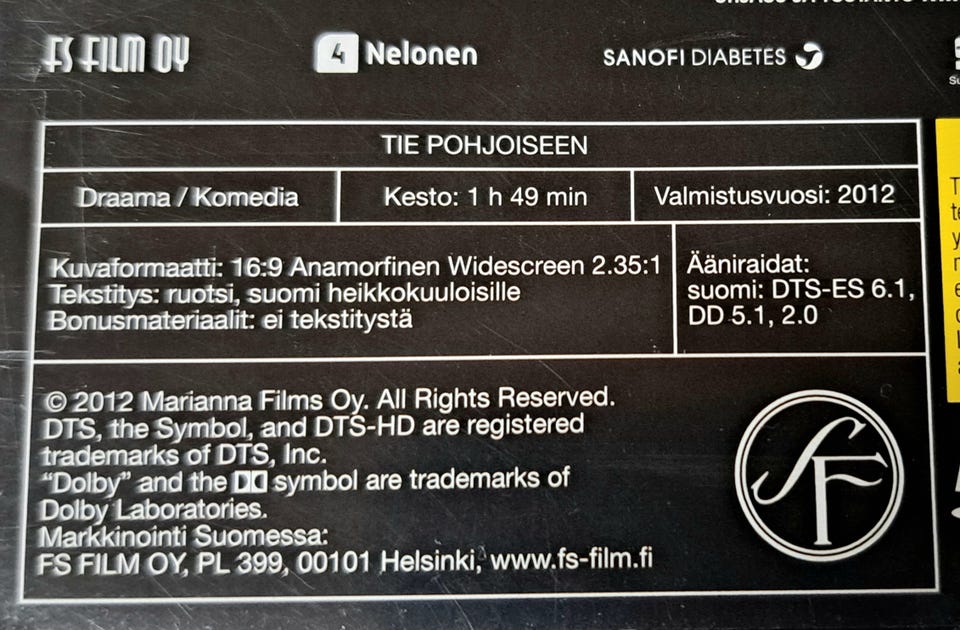 FS FILM OY
4 Nelonen
SANOFI DIABETES
TIE POHJOISEEN
Draama / Komedia
Kesto: 1 h 49 min
Valmistusvuosi: 2012
Kuvaformaatti: 16:9 Anamorfinen Widescreen 2.35:1
Tekstitys: ruotsi, suomi heikkokuuloisille
Bonusmateriaalit: ei tekstitystä
Ääniraidat:
suomi: DTS-ES 6.1,
DD 5.1, 2.0
© 2012 Marianna Films Oy. All Rights Reserved.
DTS, the Symbol, and DTS-HD are registered
trademarks of DTS, Inc.
“Dolby” and the symbol are trademarks of
Dolby Laboratories.
Markkinointi Suomessa:
FS FILM OY, PL 399, 00101 Helsinki, www.fs-film.fi
SF